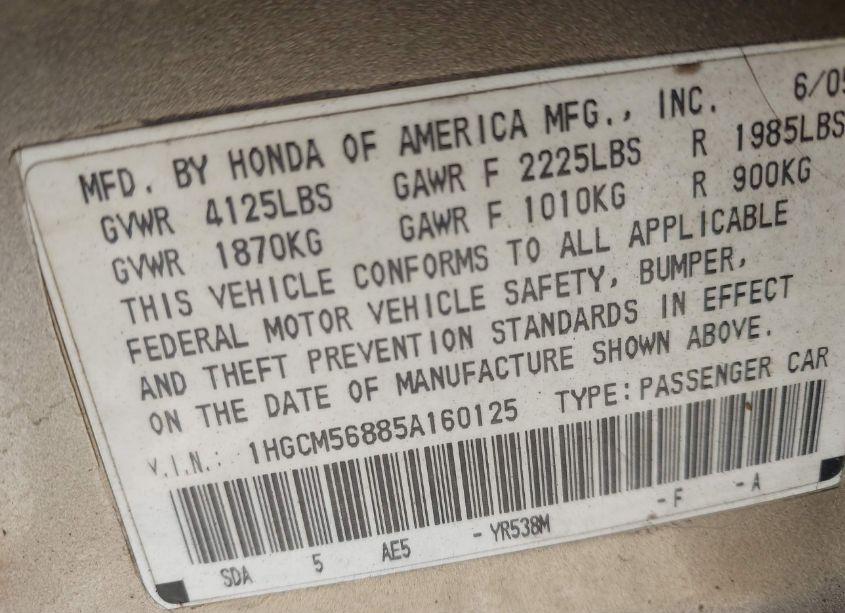 MFD. BY HONDA OF AMERICA MFG., INC. 6/05
GVWR 4125LBS GAWR F 2225LBS R 1985LBS
GVWR 1870KG GAWR F 1010KG R 900KG
THIS VEHICLE CONFORMS TO ALL APPLICABLE
FEDERAL MOTOR VEHICLE SAFETY, BUMPER,
AND THEFT PREVENTION STANDARDS IN EFFECT
ON THE DATE OF MANUFACTURE SHOWN ABOVE.
V.I.N.: 1HGCM56885A160125 TYPE:PASSENGER CAR
SDA 5 AE5 -YR538M -F -A